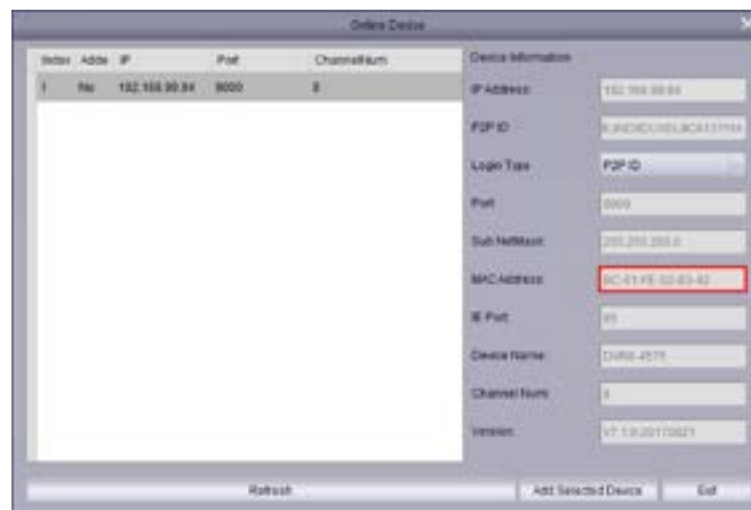 Online Device
Index Adde IP Port ChannelNum
1 No 192.168.99.94 9000 8
Device Information
IP Address 192.168.99.94
P2P ID
Login Type P2P ID
Port 9000
Sub NetMask 255.255.255.0
MAC Address
IE Port
Device Name
Channel Num 8
Version
Refresh Add Selected Device Exit